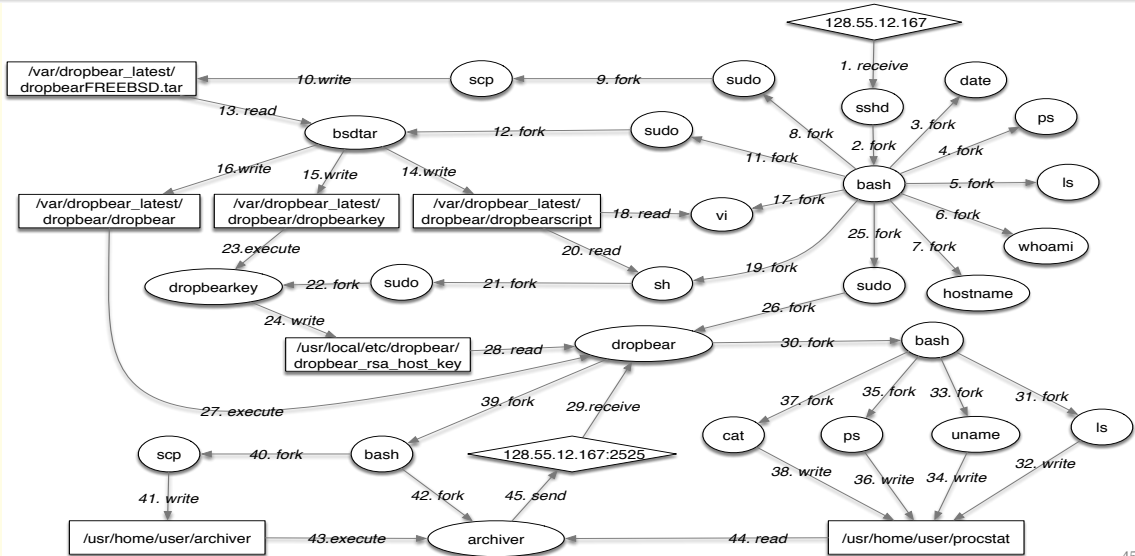 128.55.12.167
/var/dropbear_latest/
dropbearFREEBSD.tar
10.write
scp
9. fork
sudo
1. receive
date
sshd
13. read
3. fork
ps
bsdtar
12. fork
sudo
8. fork
2. fork
4. fork
11. fork
16.write
15.write
14.write
bash
5. fork
ls
/var/dropbear_latest/
dropbear/dropbear
/var/dropbear_latest/
dropbear/dropbearkey
/var/dropbear_latest/
dropbear/dropbearscript
18. read
vi
17. fork
6. fork
25. fork
whoami
23.execute
20. read
7. fork
19. fork
dropbearkey
22. fork
sudo
21. fork
sh
sudo
hostname
26. fork
24. write
/usr/local/etc/dropbear/
dropbear_rsa_host_key
28. read
dropbear
30. fork
bash
27. execute
39. fork
29.receive
37. fork
35. fork
33. fork
31. fork
scp
40. fork
bash
128.55.12.167:2525
cat
ps
uname
ls
38. write
36. write
34. write
32. write
41. write
42. fork
45. send
/usr/home/user/archiver
43.execute
archiver
44. read
/usr/home/user/procstat